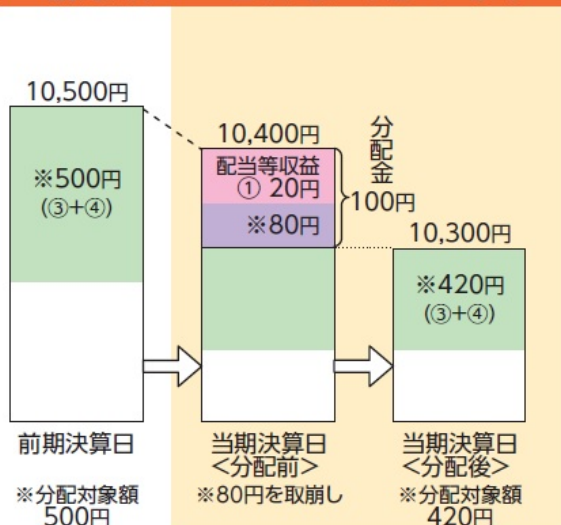 10,500円
※500円
(③+④)
前期決算日
※分配対象額
500円
10,400円
配当等収益
① 20円
※80円
分配金
100円
当期決算日
<分配前>
※80円を取崩し
10,300円
※420円
(③+④)
当期決算日
<分配後>
※分配対象額
420円